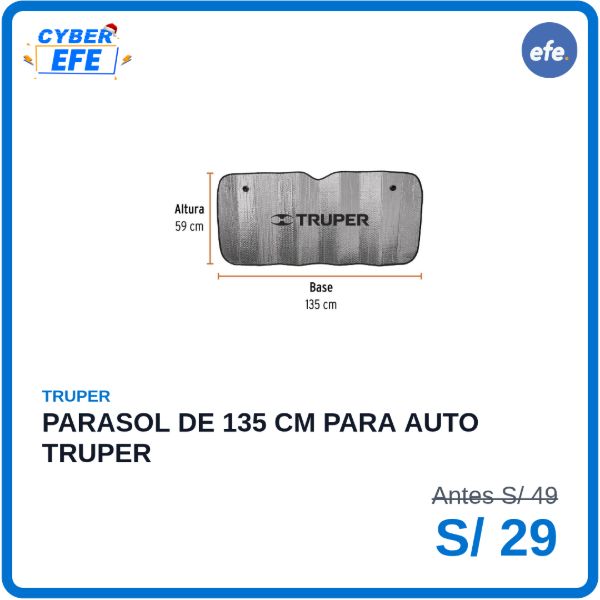 CYBER
EFE
efe.
Altura
59 cm
TRUPER
Base
135 cm
TRUPER
PARASOL DE 135 CM PARA AUTO
TRUPER
Antes S/ 49
S/ 29